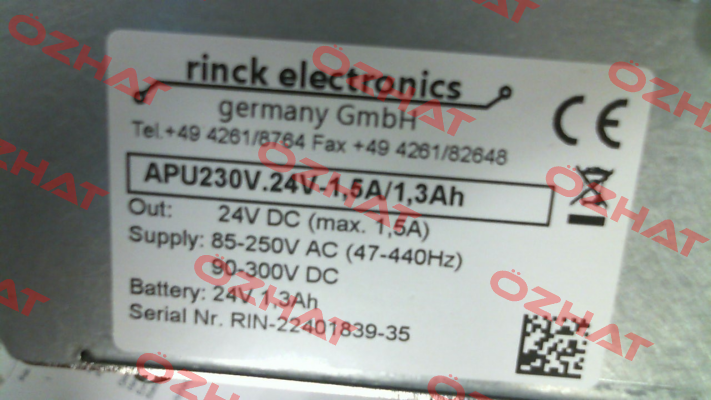 rinck electronics
germany GmbH
Tel.+49 4261/8764 Fax +49 4261/82648
APU230V.24V-1,5A/1,3Ah
Out: 24V DC (max. 1,5A)
Supply: 85-250V AC (47-440Hz)
90-300V DC
Battery: 24V 1,3Ah
Serial Nr. RIN-22401839-35
CE
ÖZHAT
ÖZHAT
ÖZHAT
ÖZHAT
ÖZHAT
ÖZHAT
ÖZHAT
ÖZHAT